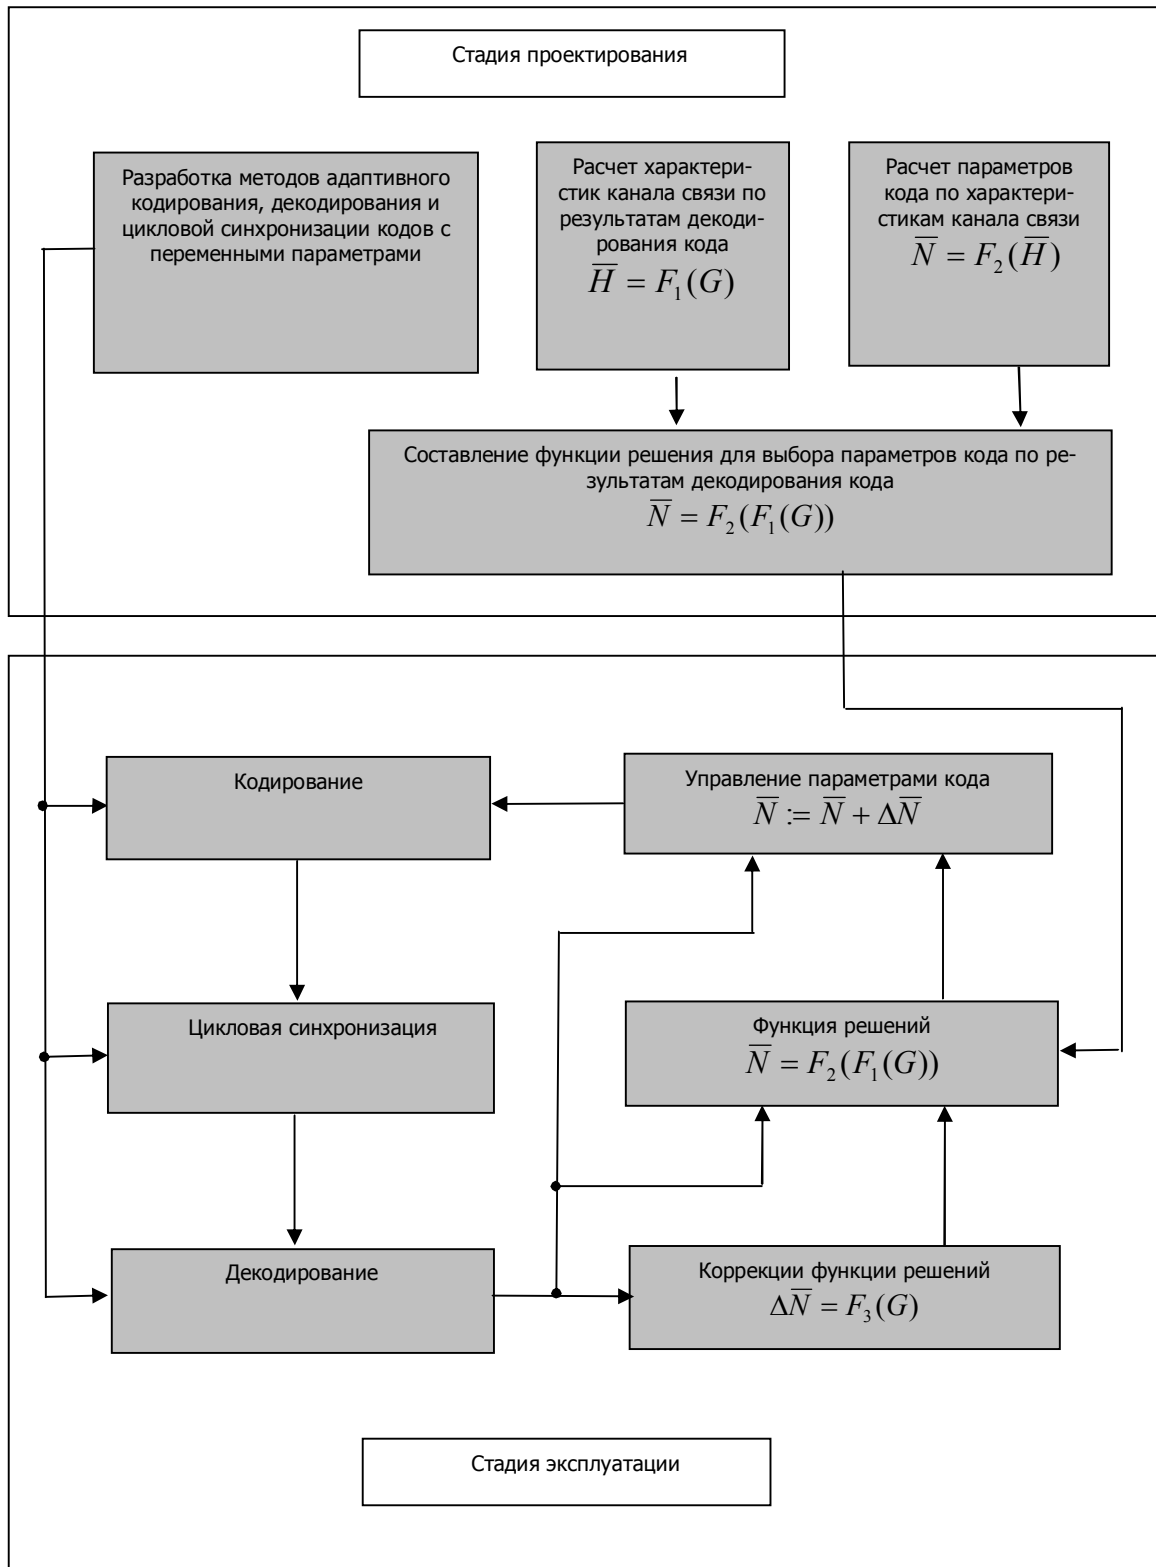 Стадия проектирования
Разработка методов адаптивного
кодирования, декодирования и
цикловой синхронизации кодов с
переменными параметрами
Расчет характери-
стик канала связи по
результатам декоди-
рования кода
H̅ = F₁(G)
Расчет параметров
кода по характери-
стикам канала связи
N̅ = F₂(H̅)
Составление функции решения для выбора параметров кода по ре-
зультатам декодирования кода
N̅ = F₂(F₁(G))
Кодирование
Управление параметрами кода
N̅ := N̅ + ΔN̅
Цикловая синхронизация
Функция решений
N̅ = F₂(F₁(G))
Декодирование
Коррекции функции решений
ΔN̅ = F₃(G)
Стадия эксплуатации